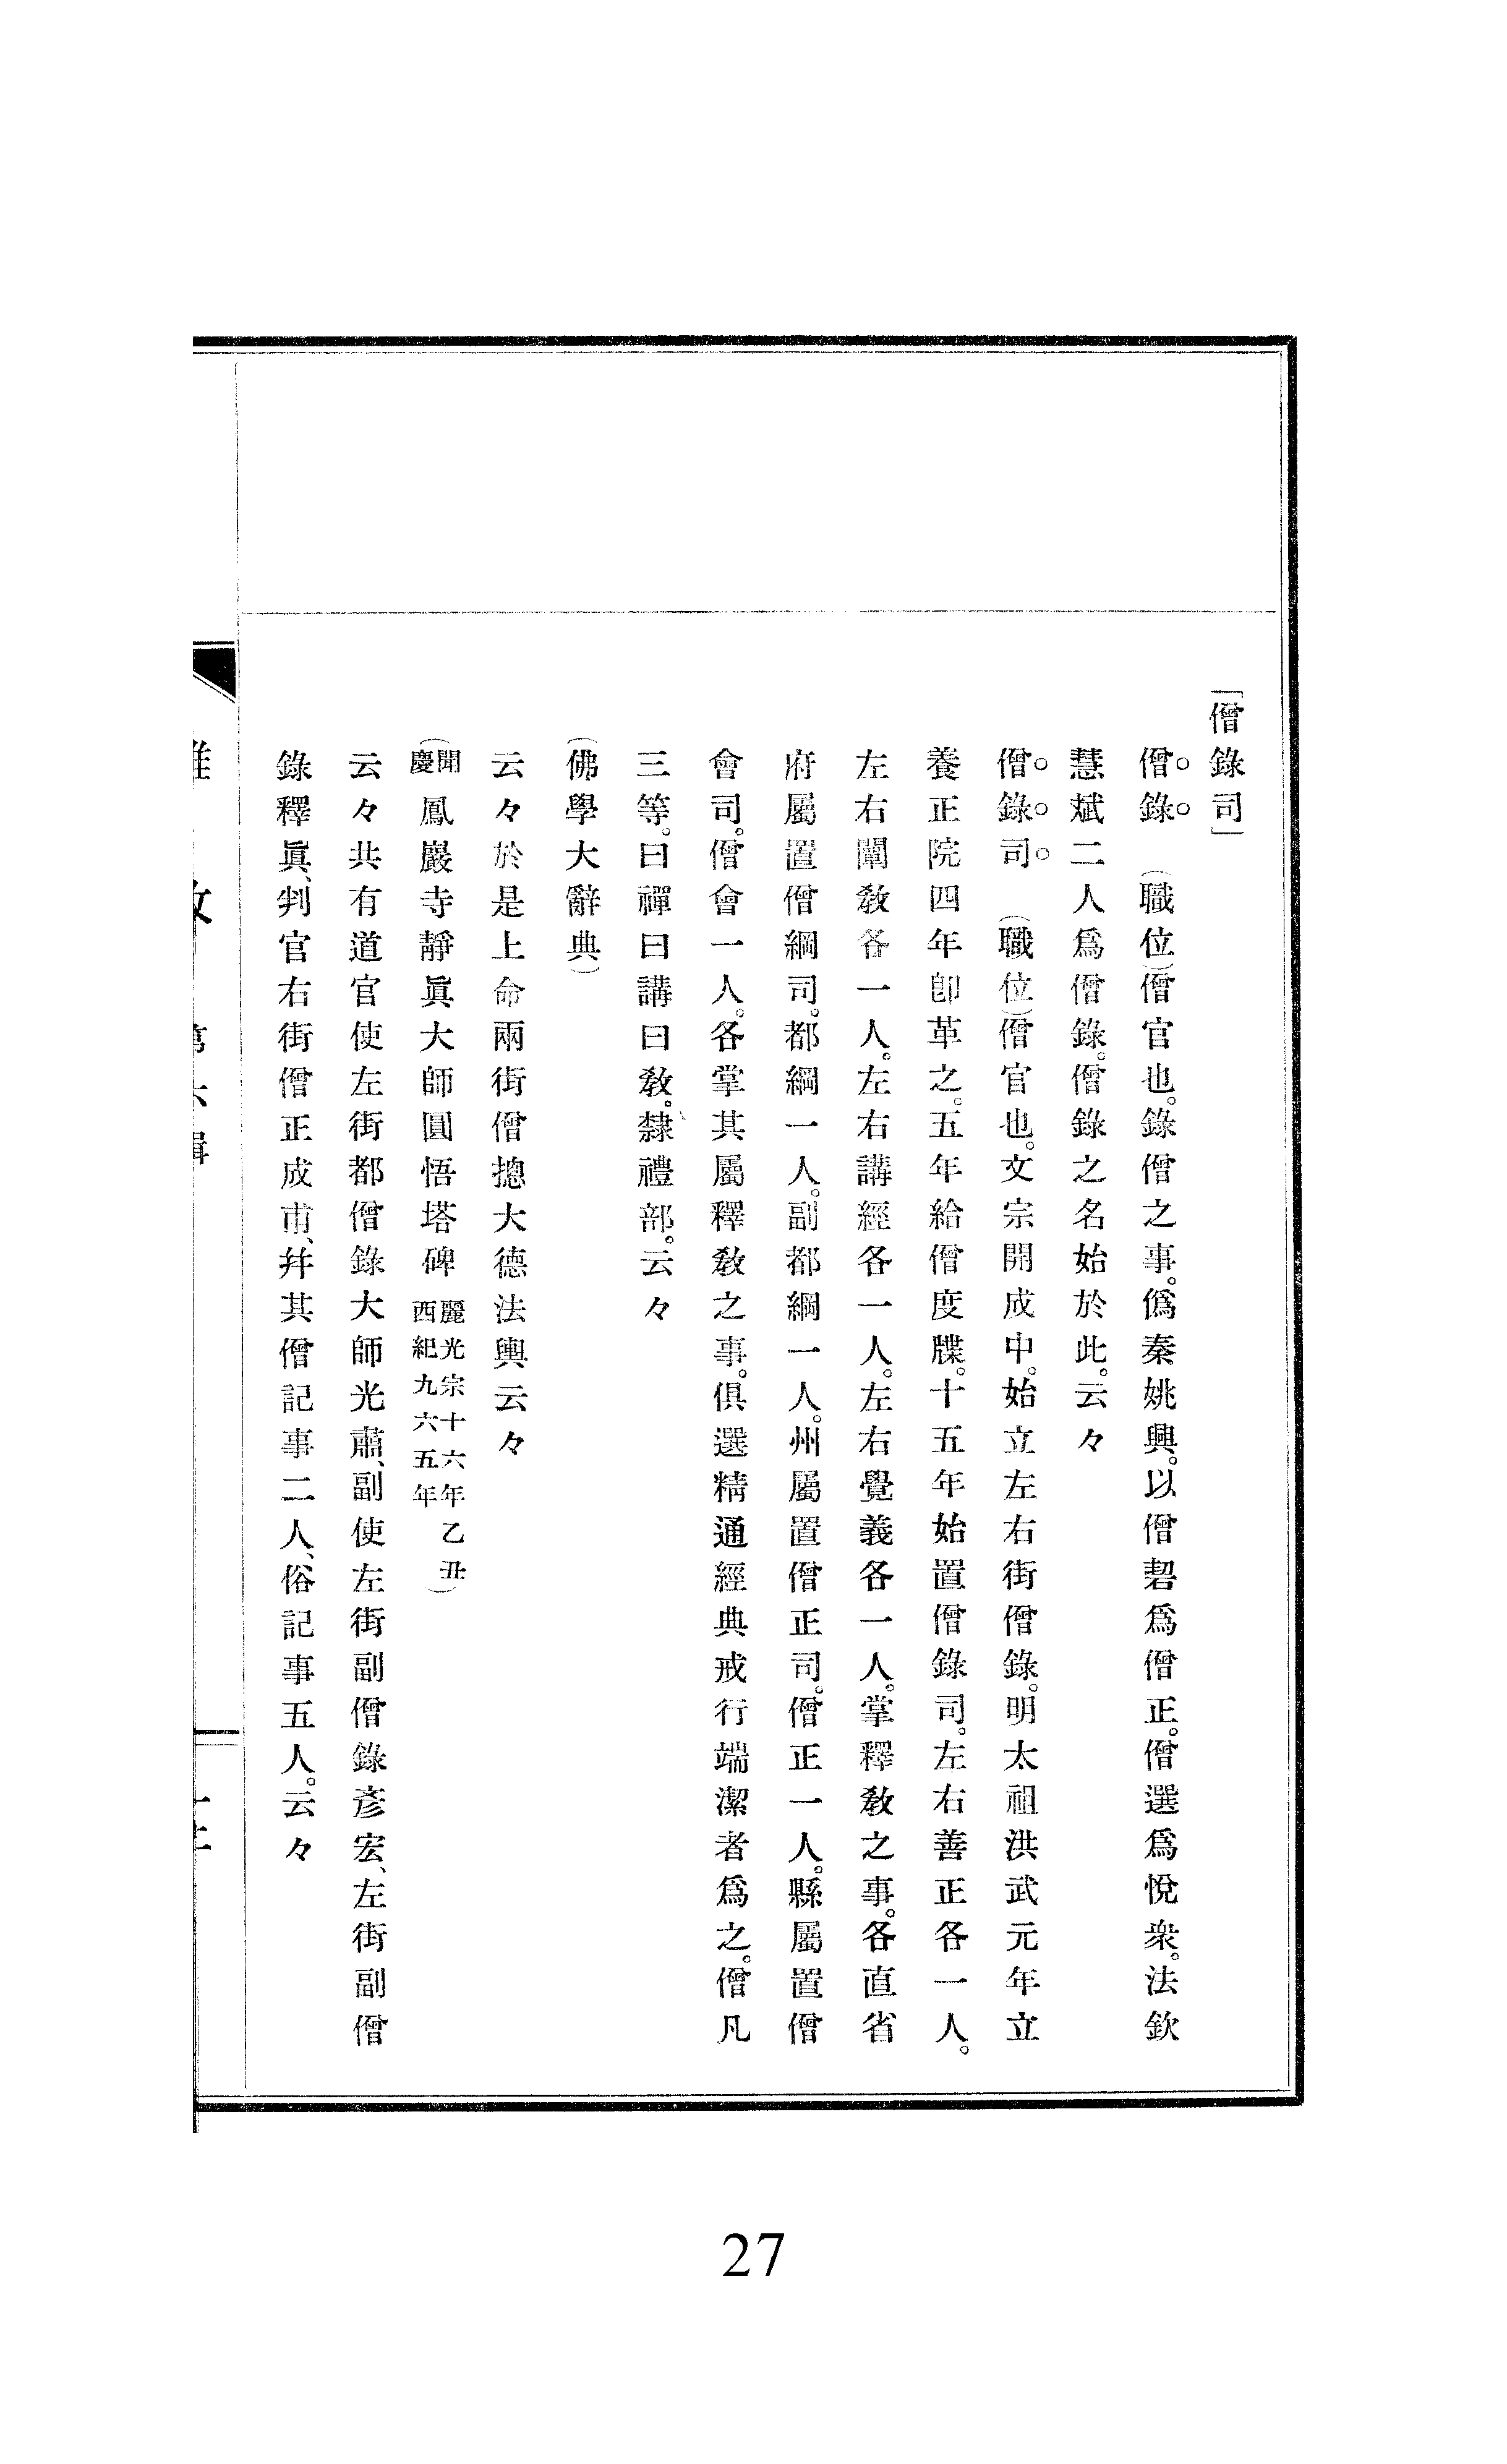 「僧錄司」
僧錄　(職位)僧官也。錄僧之事。僞秦姚興。以僧䂮爲僧正。僧選爲悅衆。法欽
慧斌二人爲僧錄。僧錄之名始於此。云々
僧錄司　(職位)僧官也。文宗開成中。始立左右街僧錄。明太祖洪武元年立
養正院四年卽革之。五年給僧度牒。十五年始置僧錄司。左右善正各一人。
左右闡敎各一人。左右講經各一人。左右覺義各一人。掌釋敎之事。各直省
府屬置僧綱司。都綱一人。副都綱一人。州屬置僧正司。僧正一人。縣屬置僧
會司。僧會一人。各掌其屬釋敎之事。俱選精通經典戒行端潔者爲之。僧凡
三等。曰禪曰講曰敎。隸禮部。云々
(佛學大辭典)
云々於是上命兩街僧摠大德法輿云々
(聞慶 鳳巖寺靜眞大師圓悟塔碑 麗光宗十六年乙丑 西紀九六五年)
云々共有道官使左街都僧錄大師光肅、副使左街副僧錄彥宏、左街副僧
錄釋眞、判官右街僧正成甫、幷其僧記事二人、俗記事五人。云々
第六輯
27